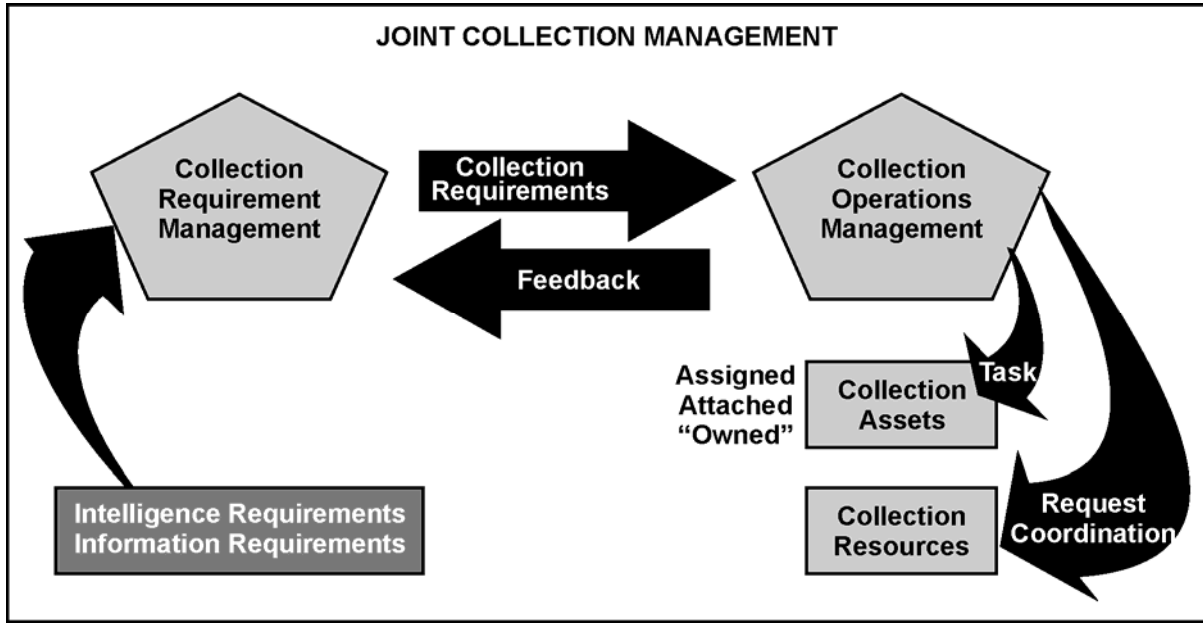 JOINT COLLECTION MANAGEMENT
Collection
Requirement
Management
Collection
Requirements
Feedback
Collection
Operations
Management
Task
Assigned
Attached
“Owned”
Collection
Assets
Intelligence Requirements
Information Requirements
Collection
Resources
Request
Coordination